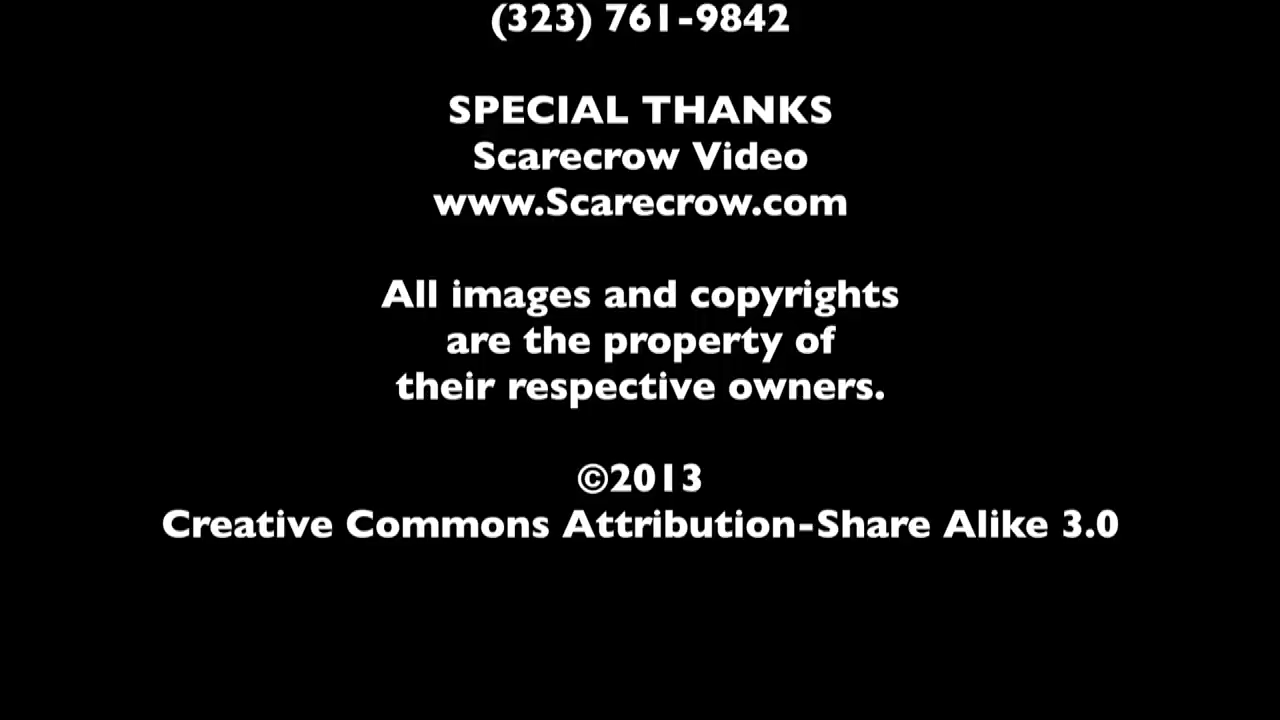 (323) 761-9842
SPECIAL THANKS
Scarecrow Video
www.Scarecrow.com
All images and copyrights
are the property of
their respective owners.
©2013
Creative Commons Attribution-Share Alike 3.0